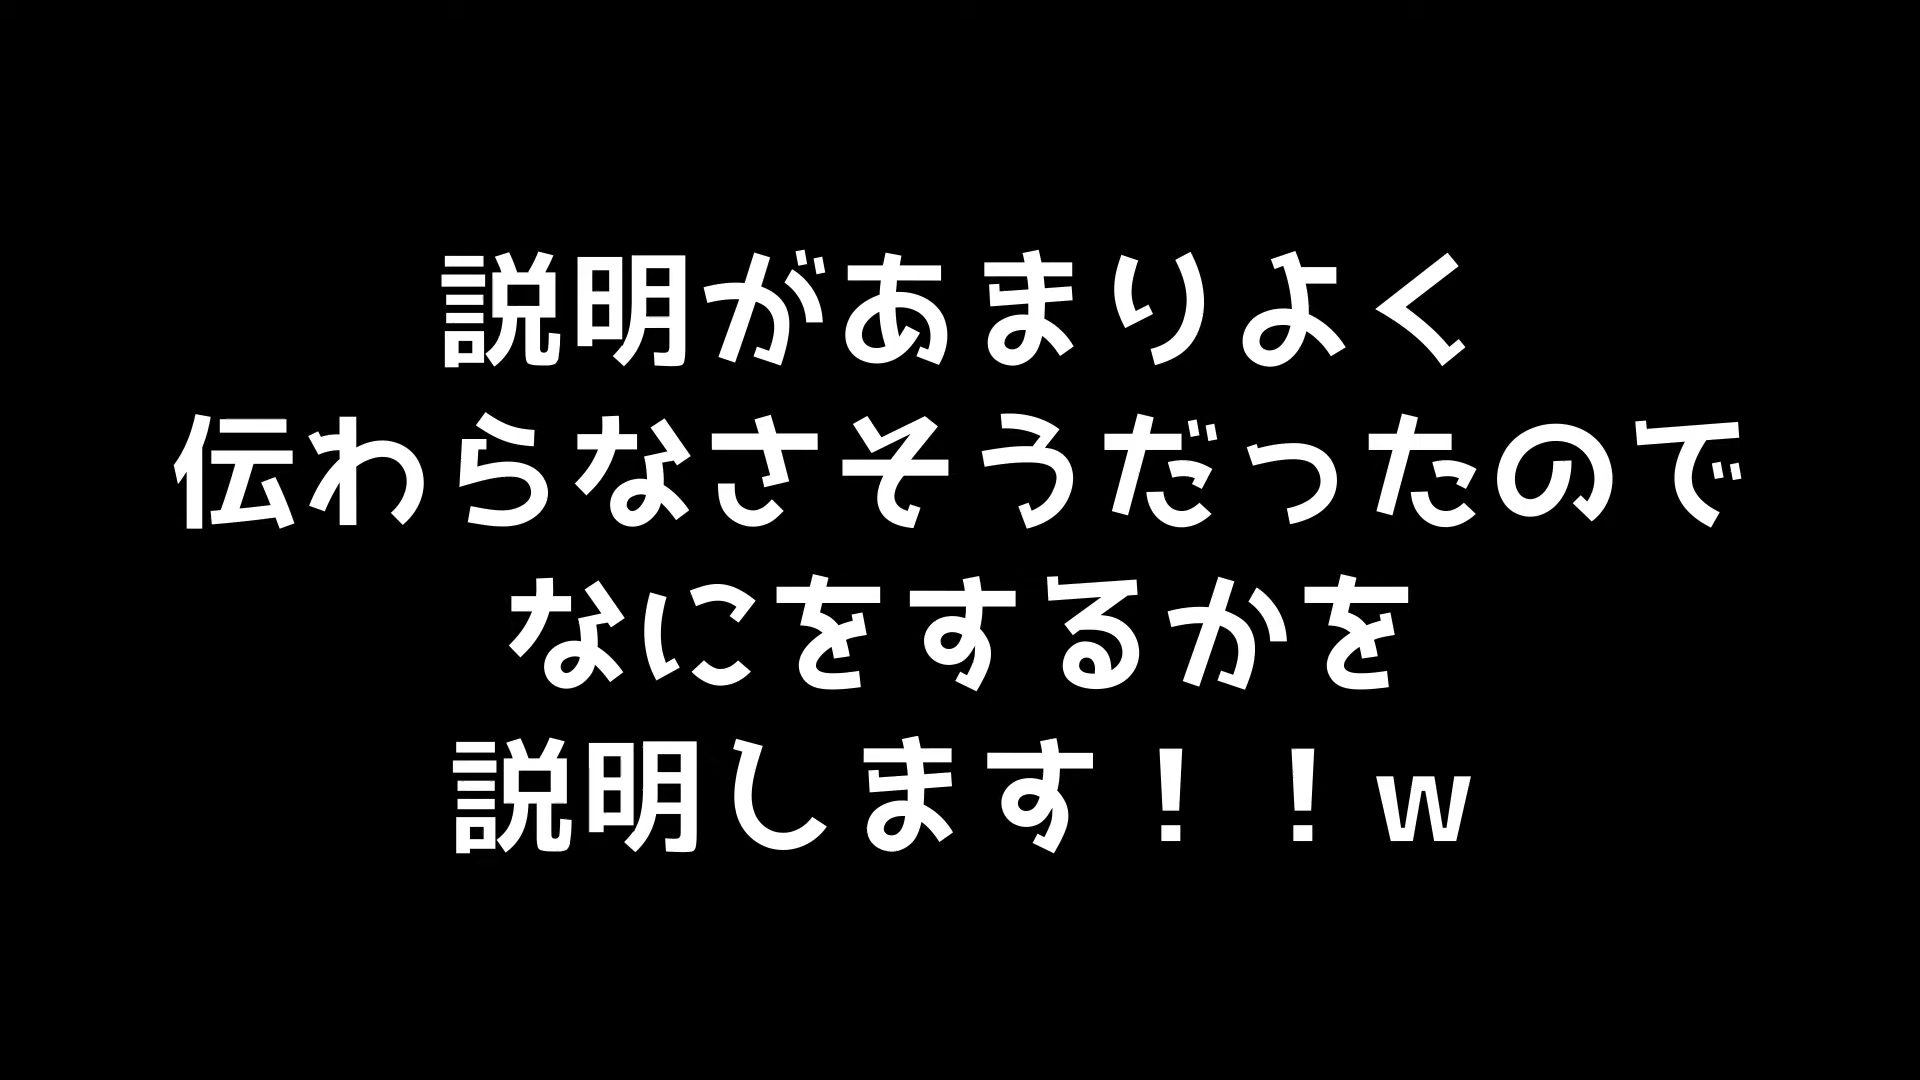 説明があまりよく
伝わらなさそうだったので
なにをするかを
説明します！！w